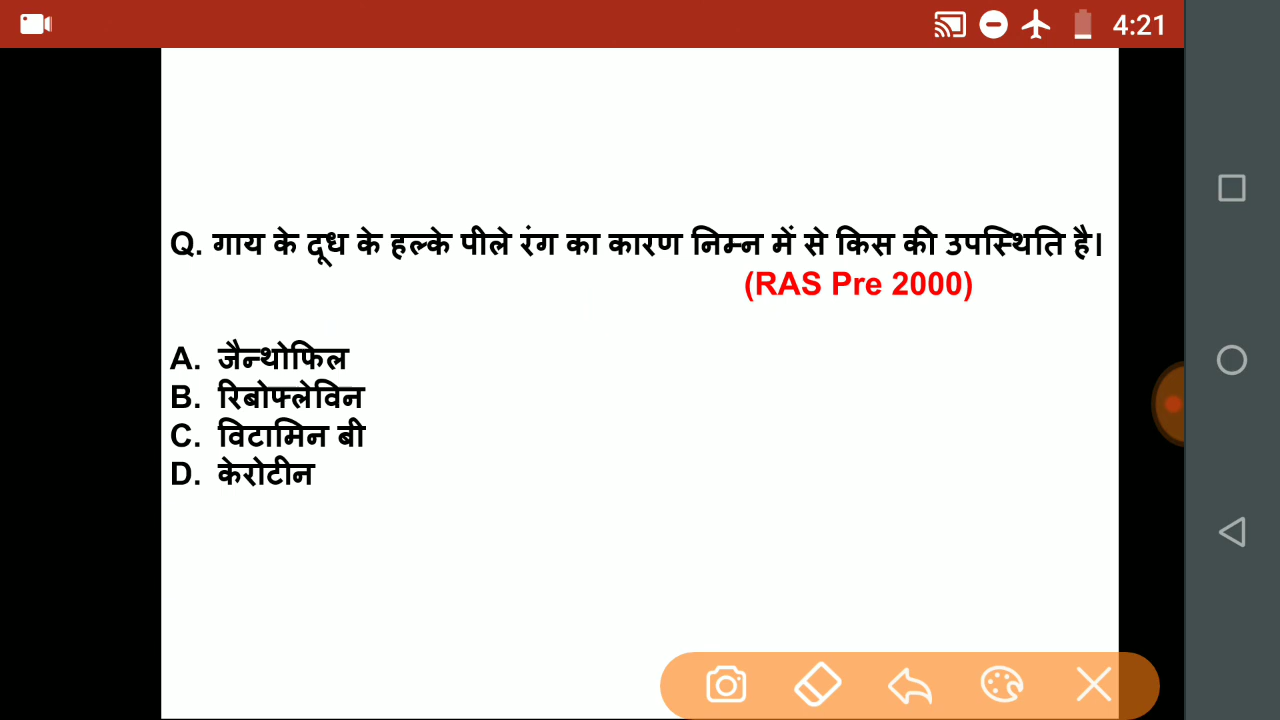 4:21
Q. गाय के दूध के हल्के पीले रंग का कारण निम्न में से किस की उपस्थिति है।
(RAS Pre 2000)
A. जैन्थोफिल
B. रिबोफ्लेविन
C. विटामिन बी
D. केरोटीन